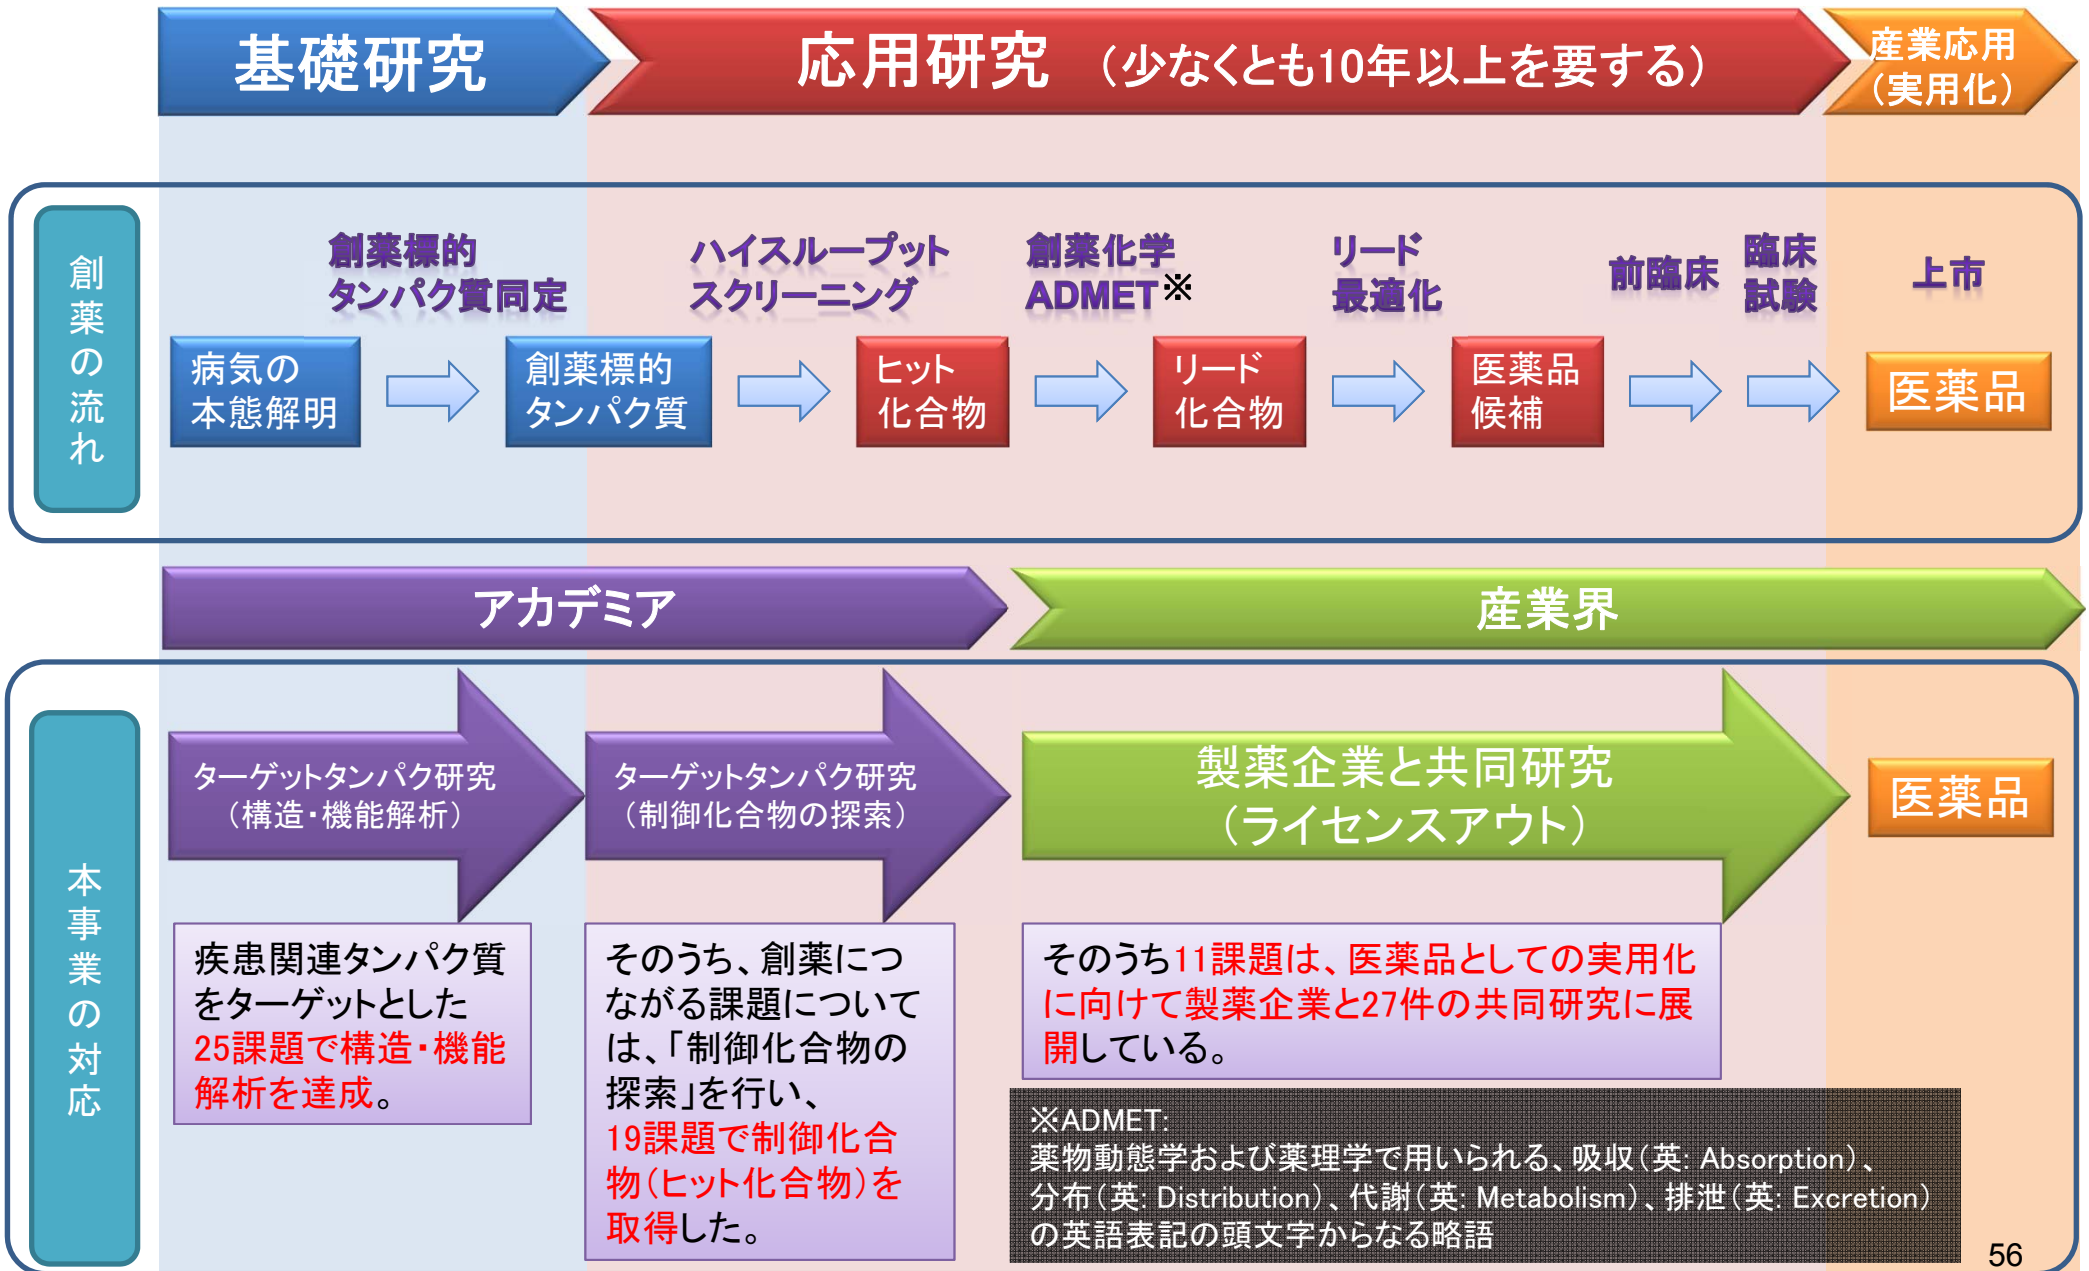 基礎研究
応用研究 （少なくとも10年以上を要する）
産業応用
（実用化）
創薬の流れ
創薬標的
タンパク質同定
ハイスループット
スクリーニング
創薬化学
ADMET※
リード
最適化
前臨床
臨床
試験
上市
病気の
本態解明
創薬標的
タンパク質
ヒット
化合物
リード
化合物
医薬品
候補
医薬品
アカデミア
産業界
本事業の対応
ターゲットタンパク研究
（構造・機能解析）
ターゲットタンパク研究
（制御化合物の探索）
製薬企業と共同研究
（ライセンスアウト）
医薬品
疾患関連タンパク質
をターゲットとした
25課題で構造・機能
解析を達成。
そのうち、創薬につ
ながる課題について
は、「制御化合物の
探索」を行い、
19課題で制御化合
物（ヒット化合物）を
取得した。
そのうち11課題は、医薬品としての実用化
に向けて製薬企業と27件の共同研究に展
開している。
※ADMET:
薬物動態学および薬理学で用いられる、吸収（英: Absorption）、
分布（英: Distribution）、代謝（英: Metabolism）、排泄（英: Excretion）
の英語表記の頭文字からなる略語
56